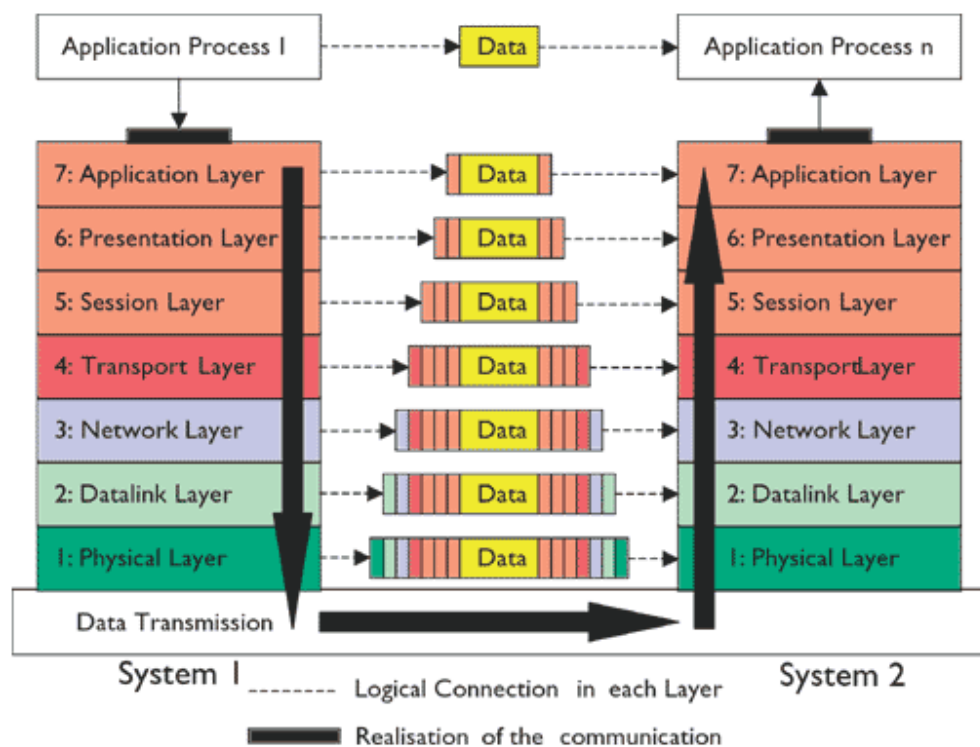 Application Process 1 Data Application Process n
7: Application Layer Data 7: Application Layer
6: Presentation Layer Data 6: Presentation Layer
5: Session Layer Data 5: Session Layer
4: Transport Layer Data 4: TransportLayer
3: Network Layer Data 3: Network Layer
2: Datalink Layer Data 2: Datalink Layer
1: Physical Layer Data 1: Physical Layer
Data Transmission
System 1 System 2
Logical Connection in each Layer
Realisation of the communication